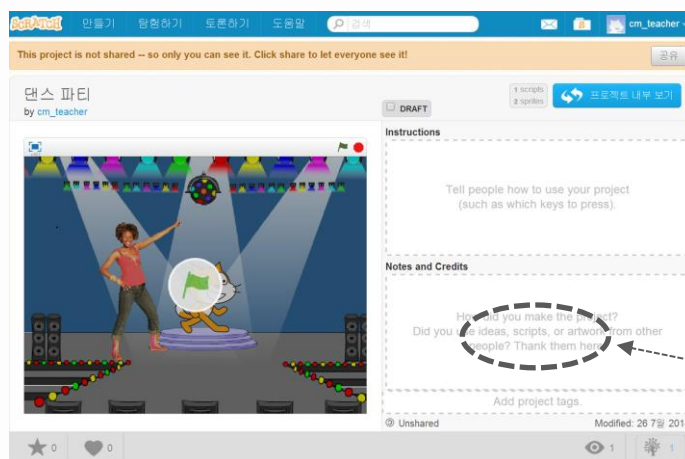 SCRATCH 만들기 탐험하기 토론하기 도움말 검색 cm_teacher
This project is not shared -- so only you can see it. Click share to let everyone see it!
공유
댄스 파티
by cm_teacher
DRAFT
1 scripts
2 sprites
프로젝트 내부 보기
Instructions
Tell people how to use your project
(such as which keys to press).
Notes and Credits
How did you make the project?
Did you use ideas, scripts, or artwork from other
people? Thank them here.
Add project tags.
Unshared
Modified: 26 7월 201
0 0 1 1